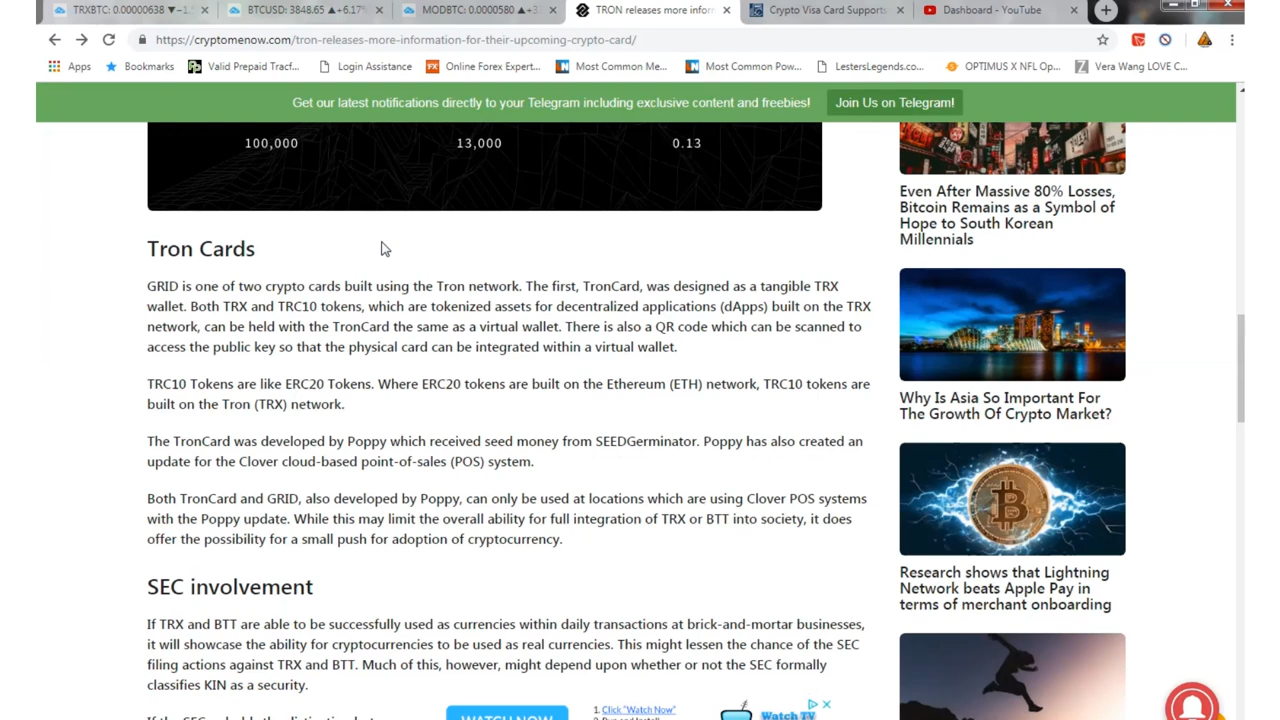 TRXBTC: 0.00000638 ▼−1.
BTCUSD: 3848.65 ▲+6.17%
MODBTC: 0.0000580 ▲+3
TRON releases more inform
Crypto Visa Card Supports
Dashboard - YouTube
https://cryptomenow.com/tron-releases-more-information-for-their-upcoming-crypto-card/
Apps
Bookmarks
Valid Prepaid Tracf...
Login Assistance
Online Forex Expert...
Most Common Me...
Most Common Pow...
LestersLegends.co...
OPTIMUS X NFL Op...
Vera Wang LOVE C...
Get our latest notifications directly to your Telegram including exclusive content and freebies!
Join Us on Telegram!
100,000 13,000 0.13
Tron Cards
GRID is one of two crypto cards built using the Tron network. The first, TronCard, was designed as a tangible TRX
wallet. Both TRX and TRC10 tokens, which are tokenized assets for decentralized applications (dApps) built on the TRX
network, can be held with the TronCard the same as a virtual wallet. There is also a QR code which can be scanned to
access the public key so that the physical card can be integrated within a virtual wallet.
TRC10 Tokens are like ERC20 Tokens. Where ERC20 tokens are built on the Ethereum (ETH) network, TRC10 tokens are
built on the Tron (TRX) network.
The TronCard was developed by Poppy which received seed money from SEEDGerminator. Poppy has also created an
update for the Clover cloud-based point-of-sales (POS) system.
Both TronCard and GRID, also developed by Poppy, can only be used at locations which are using Clover POS systems
with the Poppy update. While this may limit the overall ability for full integration of TRX or BTT into society, it does
offer the possibility for a small push for adoption of cryptocurrency.
SEC involvement
If TRX and BTT are able to be successfully used as currencies within daily transactions at brick-and-mortar businesses,
it will showcase the ability for cryptocurrencies to be used as real currencies. This might lessen the chance of the SEC
filing actions against TRX and BTT. Much of this, however, might depend upon whether or not the SEC formally
classifies KIN as a security.
WATCH NOW
1. Click "Watch Now"
Watch TV
Even After Massive 80% Losses,
Bitcoin Remains as a Symbol of
Hope to South Korean
Millennials
Why Is Asia So Important For
The Growth Of Crypto Market?
Research shows that Lightning
Network beats Apple Pay in
terms of merchant onboarding